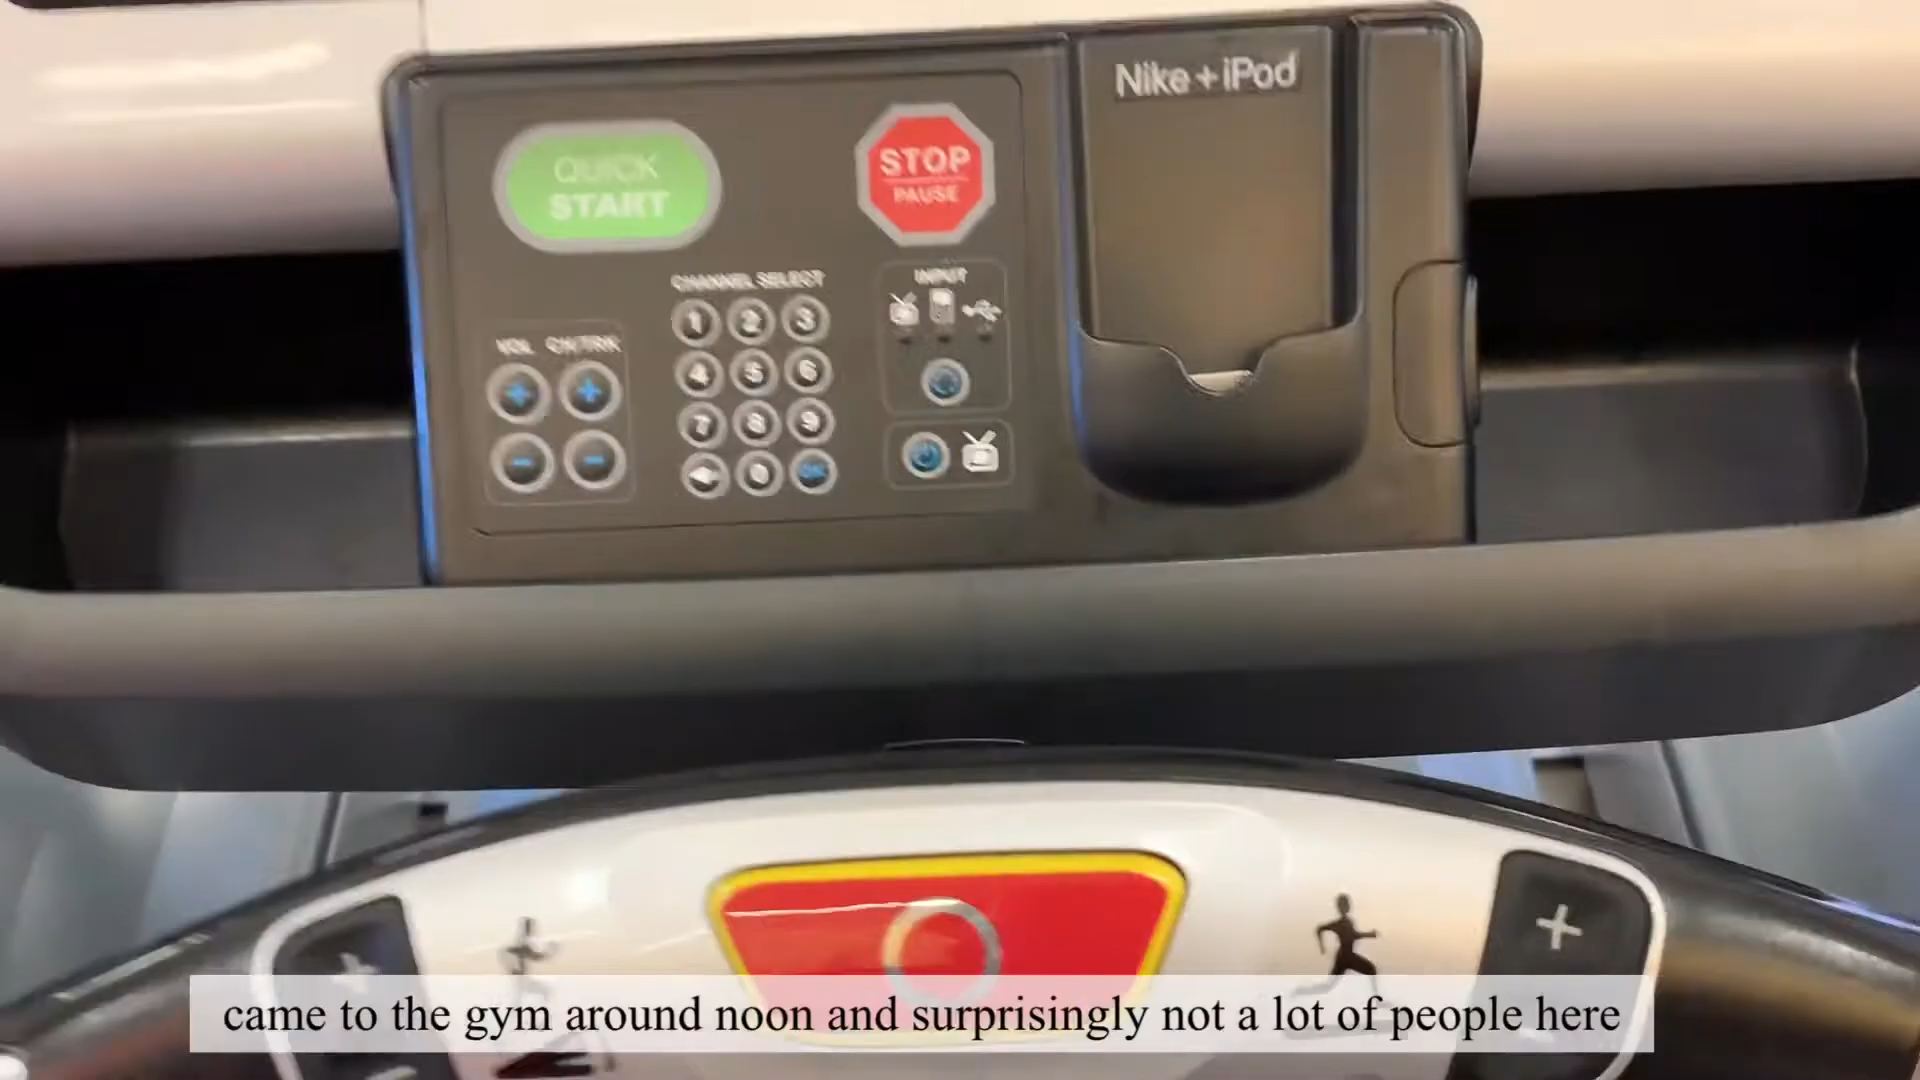 Nike + iPod
QUICK
START
STOP
PAUSE
CHANNEL SELECT
INPUT
VOL CH/TRK
1 2 3
4 5 6
7 8 9
0 OK
came to the gym around noon and surprisingly not a lot of people here